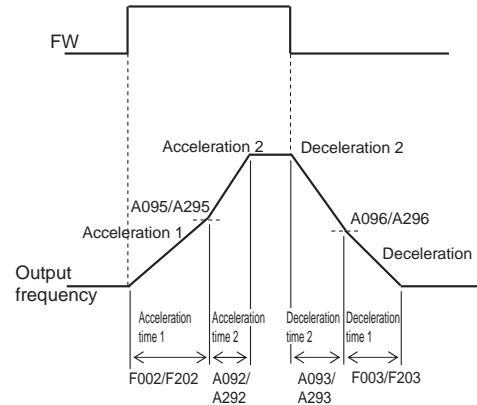 FW
Acceleration 2
Deceleration 2
A095/A295
A096/A296
Acceleration 1
Deceleration
Output
frequency
Acceleration
time 1
Acceleration
time 2
Deceleration
time 2
Deceleration
time 1
F002/F202
A092/
A292
A093/
A293
F003/F203